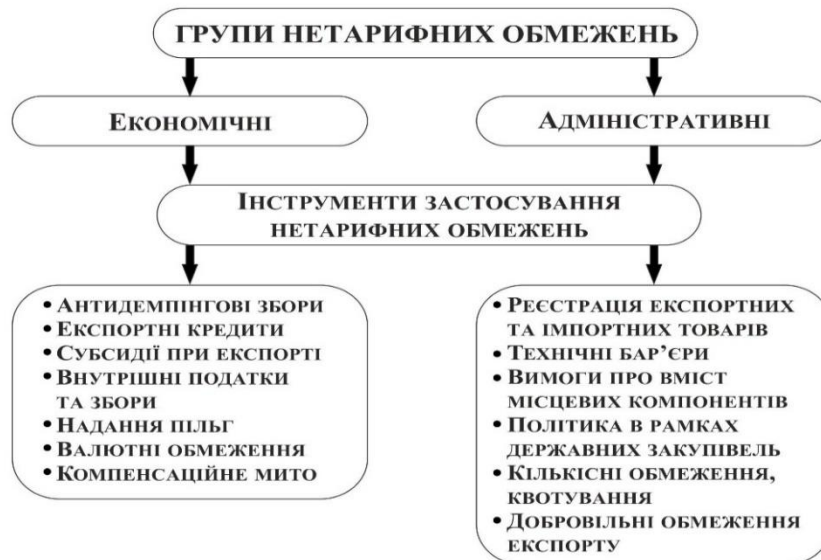 ГРУПИ НЕТАРИФНИХ ОБМЕЖЕНЬ
ЕКОНОМІЧНІ
АДМІНІСТРАТИВНІ
ІНСТРУМЕНТИ ЗАСТОСУВАННЯ
НЕТАРИФНИХ ОБМЕЖЕНЬ
• АНТИДЕМПІНГОВІ ЗБОРИ
• ЕКСПОРТНІ КРЕДИТИ
• СУБСИДІЇ ПРИ ЕКСПОРТІ
• ВНУТРІШНІ ПОДАТКИ
ТА ЗБОРИ
• НАДАННЯ ПІЛЬГ
• ВАЛЮТНІ ОБМЕЖЕННЯ
• КОМПЕНСАЦІЙНЕ МИТО
• РЕЄСТРАЦІЯ ЕКСПОРТНИХ
ТА ІМПОРТНИХ ТОВАРІВ
• ТЕХНІЧНІ БАР’ЄРИ
• ВИМОГИ ПРО ВМІСТ
МІСЦЕВИХ КОМПОНЕНТІВ
• ПОЛІТИКА В РАМКАХ
ДЕРЖАВНИХ ЗАКУПІВЕЛЬ
• КІЛЬКІСНІ ОБМЕЖЕННЯ,
КВОТУВАННЯ
• ДОБРОВІЛЬНІ ОБМЕЖЕННЯ
ЕКСПОРТУ